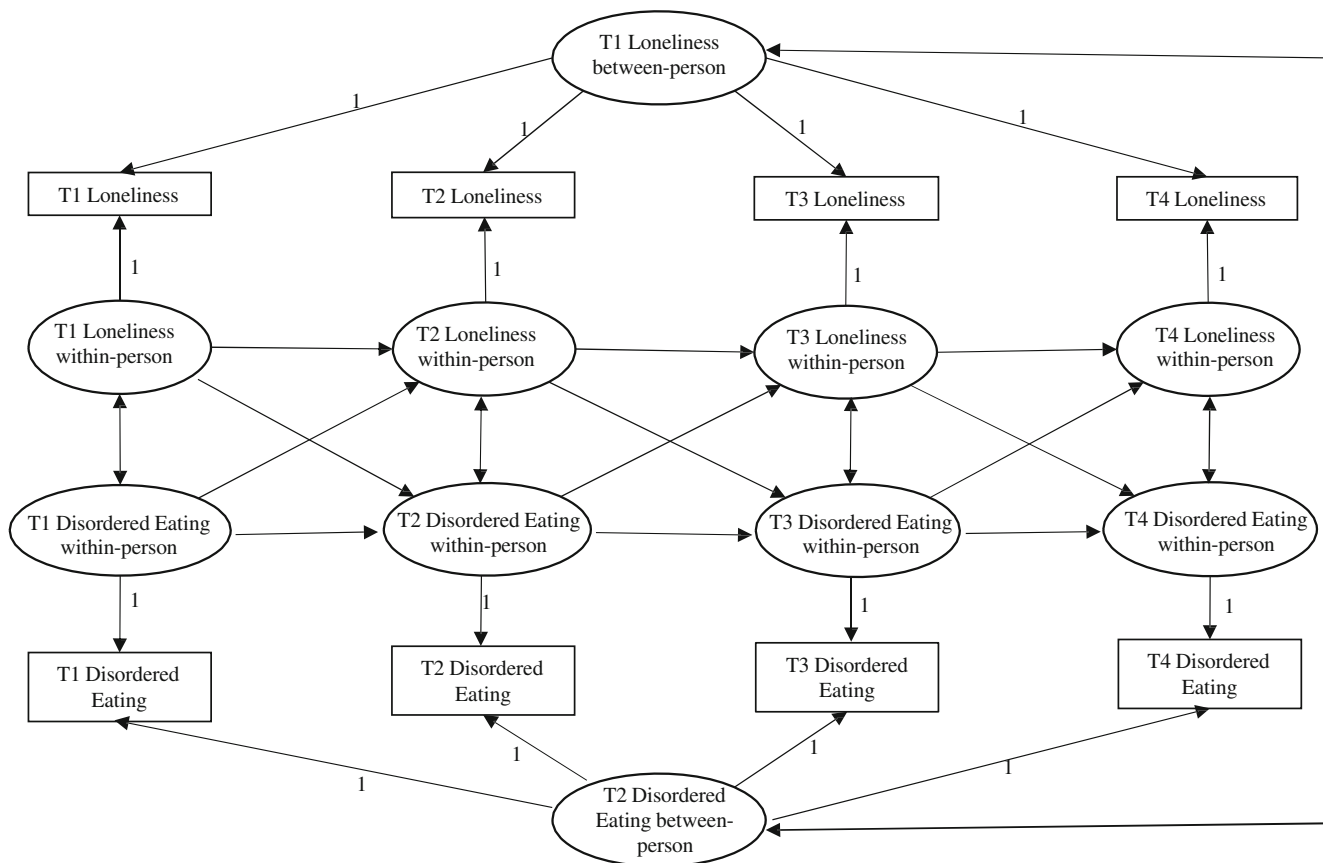 T1 Loneliness
between-person
1
1
1
1
T1 Loneliness
T2 Loneliness
T3 Loneliness
T4 Loneliness
1
1
1
1
T1 Loneliness
within-person
T2 Loneliness
within-person
T3 Loneliness
within-person
T4 Loneliness
within-person
T1 Disordered Eating
within-person
T2 Disordered Eating
within-person
T3 Disordered Eating
within-person
T4 Disordered Eating
within-person
1
1
1
1
T1 Disordered
Eating
T2 Disordered
Eating
T3 Disordered
Eating
T4 Disordered
Eating
1
1
1
1
T2 Disordered
Eating between-
person